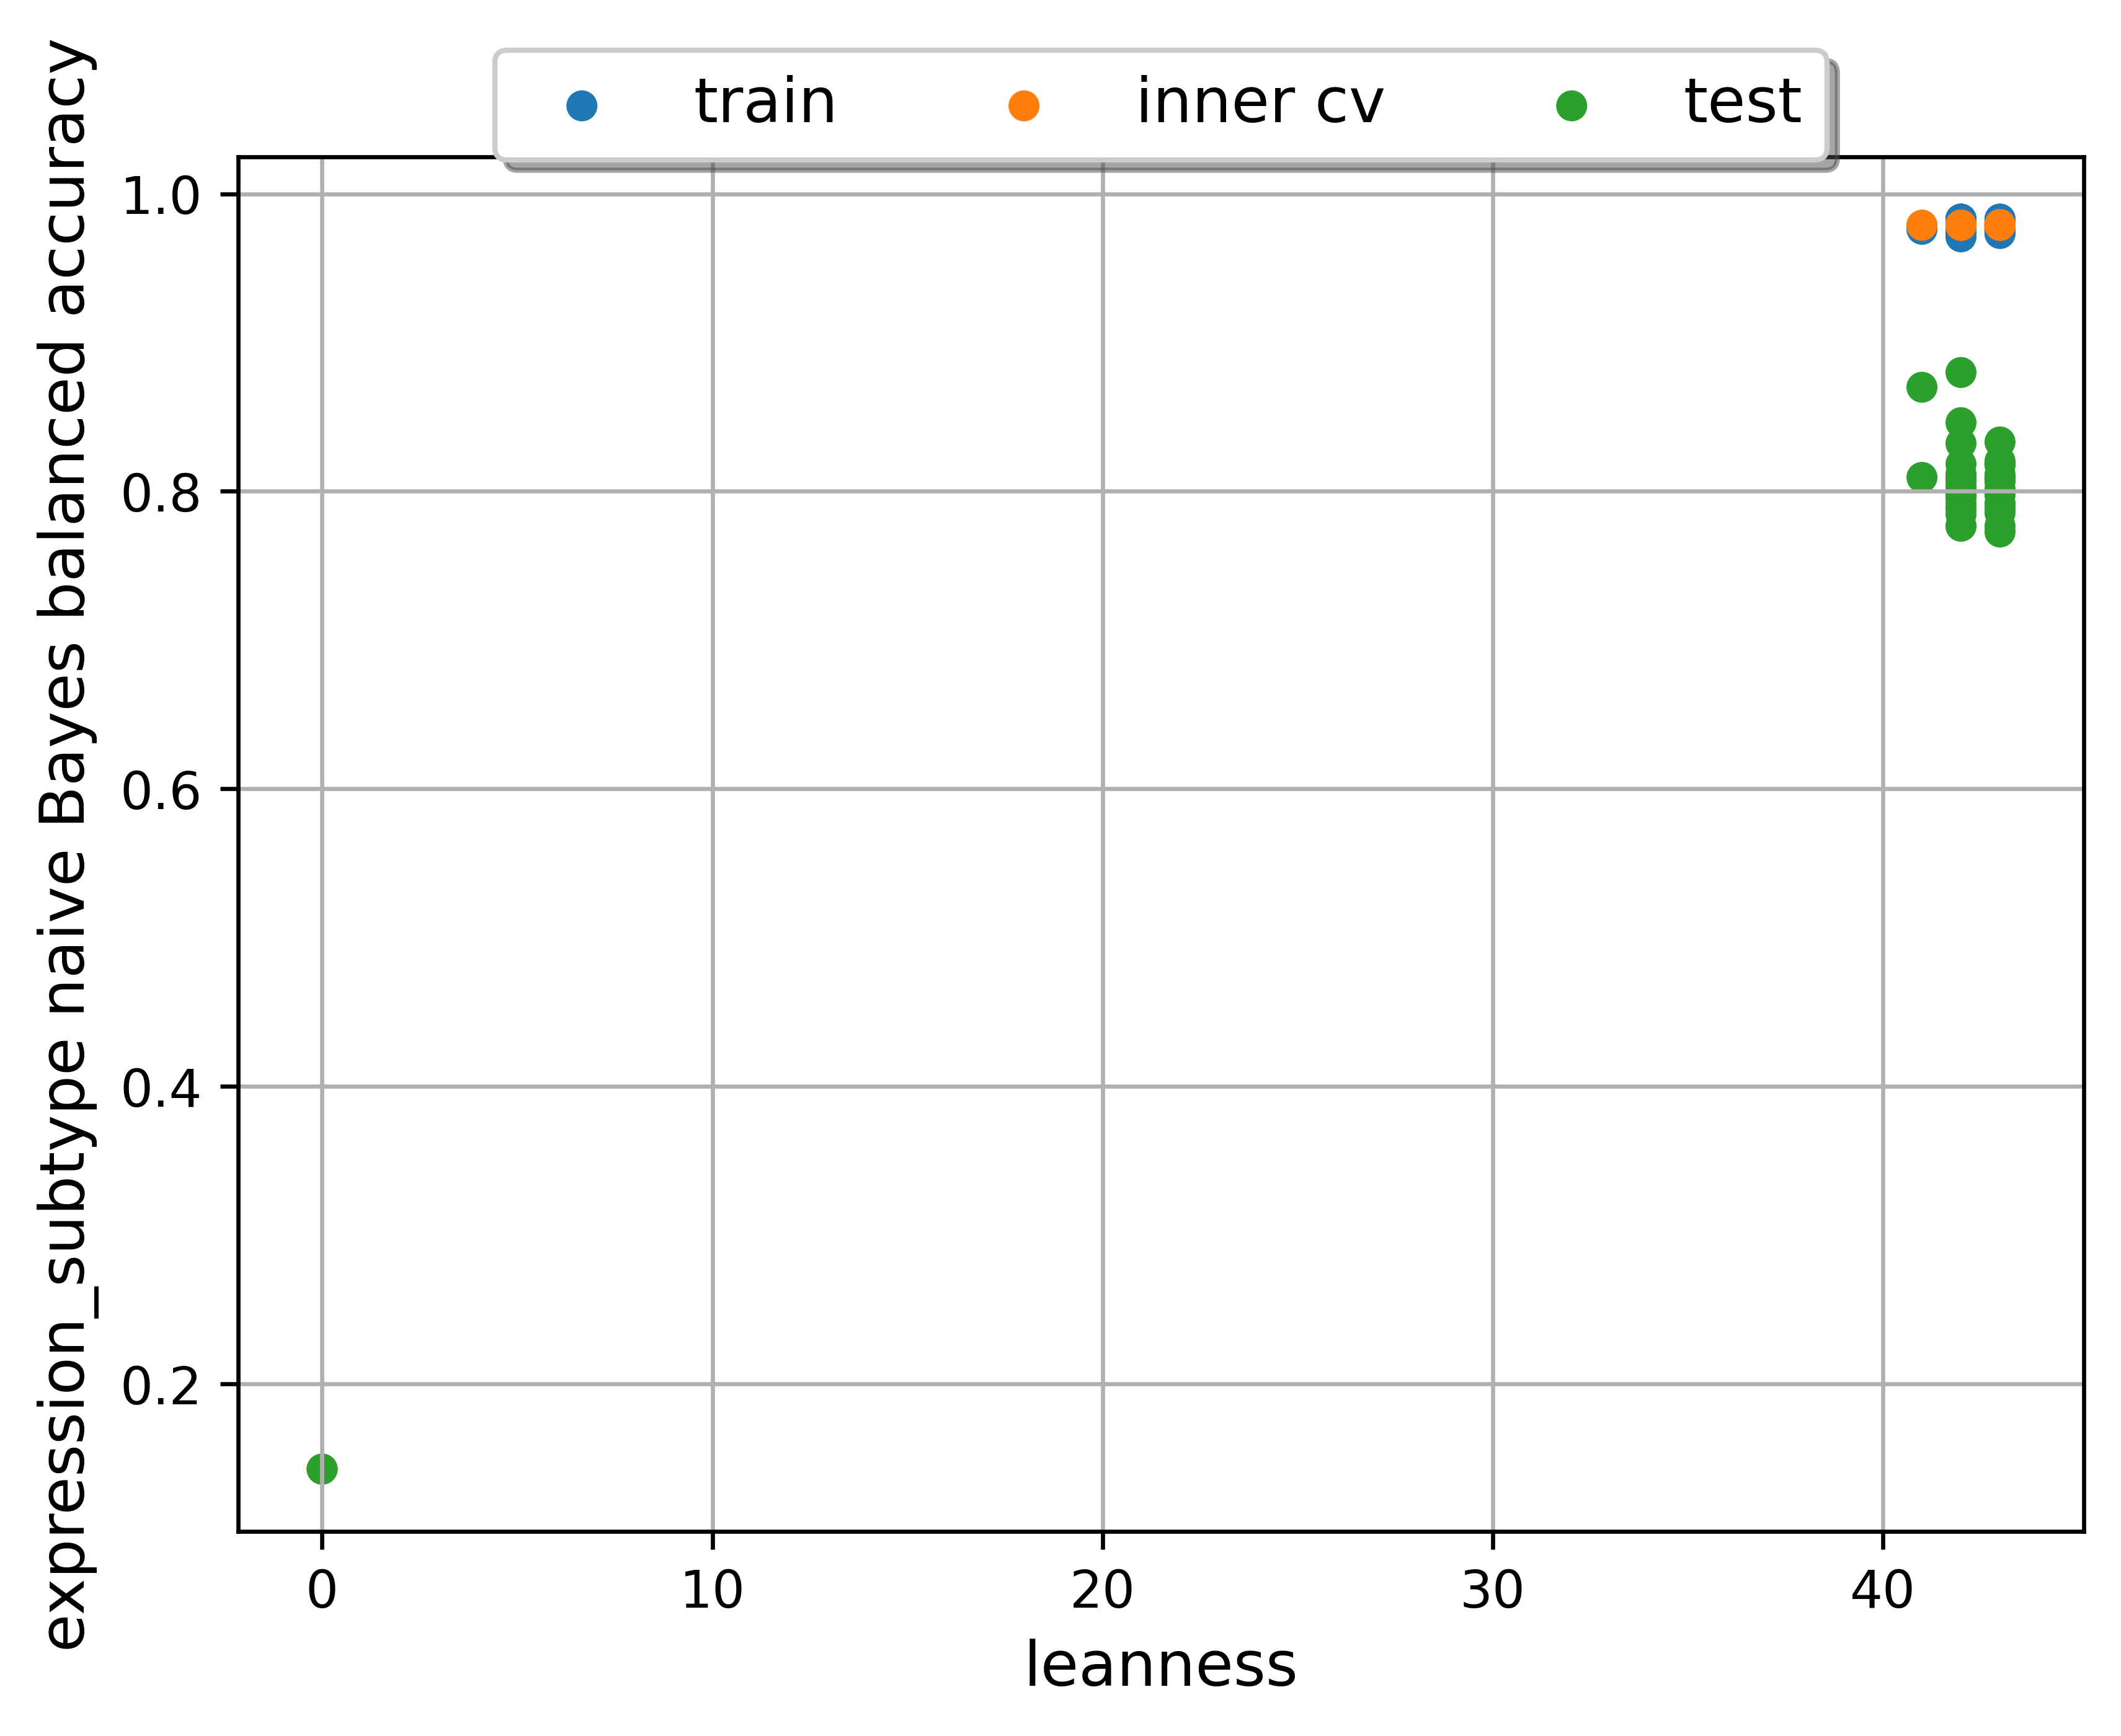 train
inner cv
test
expression_subtype naive Bayes balanced accuracy
1.0
0.8
0.6
0.4
0.2
0
10
20
30
40
leanness